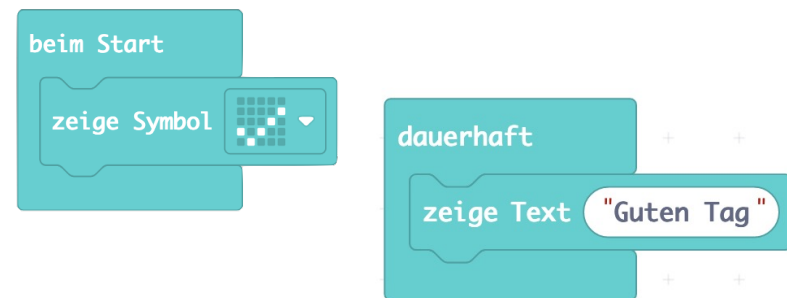 beim Start
zeige Symbol
dauerhaft
zeige Text "Guten Tag"